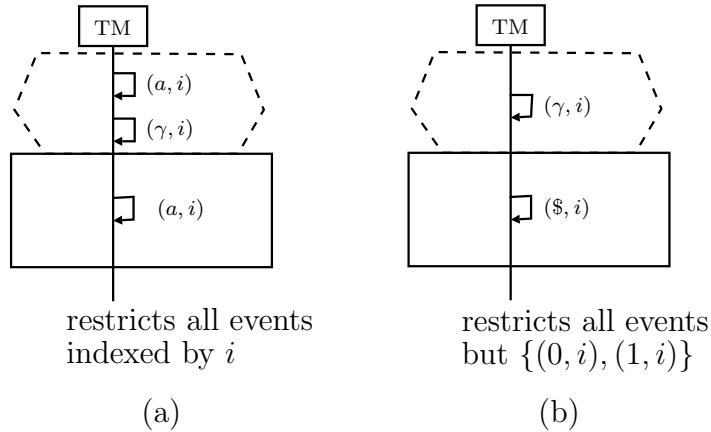 TM
(a, i)
(γ, i)
(a, i)
restricts all events
indexed by i
(a)
TM
(γ, i)
($, i)
restricts all events
but {(0, i), (1, i)}
(b)